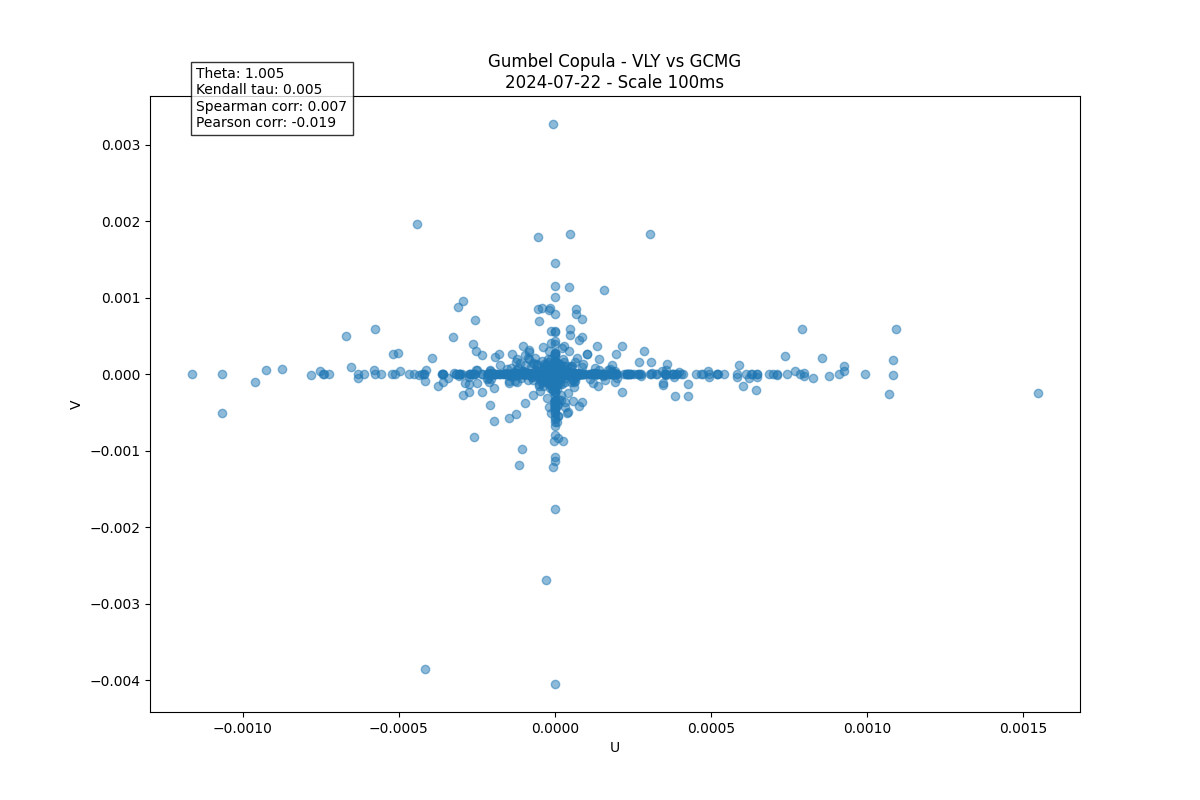 Gumbel Copula - VLY vs GCMG
2024-07-22 - Scale 100ms
Theta: 1.005
Kendall tau: 0.005
Spearman corr: 0.007
Pearson corr: -0.019
0.003
0.002
0.001
0.000
−0.001
−0.002
−0.003
−0.004
V
−0.0010
−0.0005
0.0000
0.0005
0.0010
0.0015
U